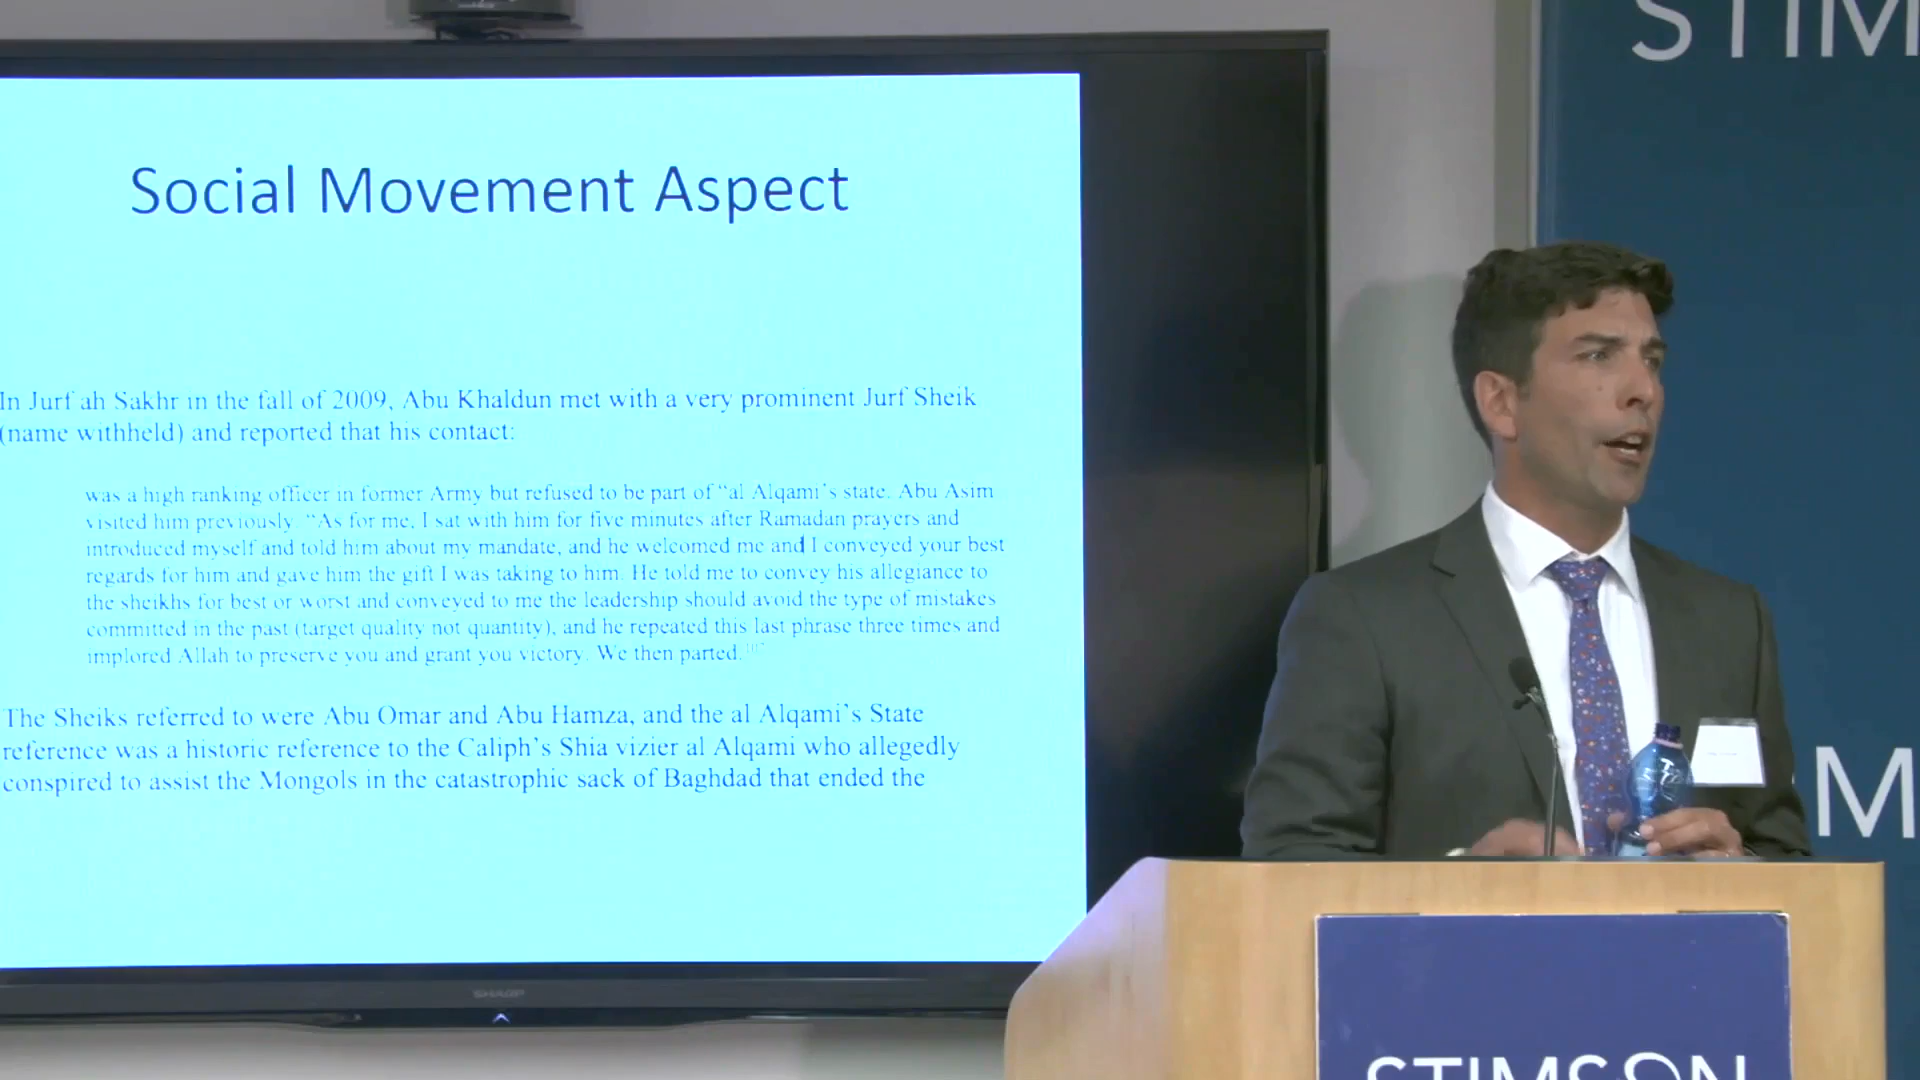 STIM
Social Movement Aspect
In Jurf ah Sakhr in the fall of 2009, Abu Khaldun met with a very prominent Jurf Sheik
(name withheld) and reported that his contact:
was a high ranking officer in former Army but refused to be part of “al Alqami’s state. Abu Asim
visited him previously. “As for me, I sat with him for five minutes after Ramadan prayers and
introduced myself and told him about my mandate, and he welcomed me and I conveyed your best
regards for him and gave him the gift I was taking to him. He told me to convey his allegiance to
the sheikhs for best or worst and conveyed to me the leadership should avoid the type of mistakes
committed in the past (target quality not quantity), and he repeated this last phrase three times and
implored Allah to preserve you and grant you victory. We then parted.
The Sheiks referred to were Abu Omar and Abu Hamza, and the al Alqami’s State
reference was a historic reference to the Caliph’s Shia vizier al Alqami who allegedly
conspired to assist the Mongols in the catastrophic sack of Baghdad that ended the
M
SHARP
STIMSON